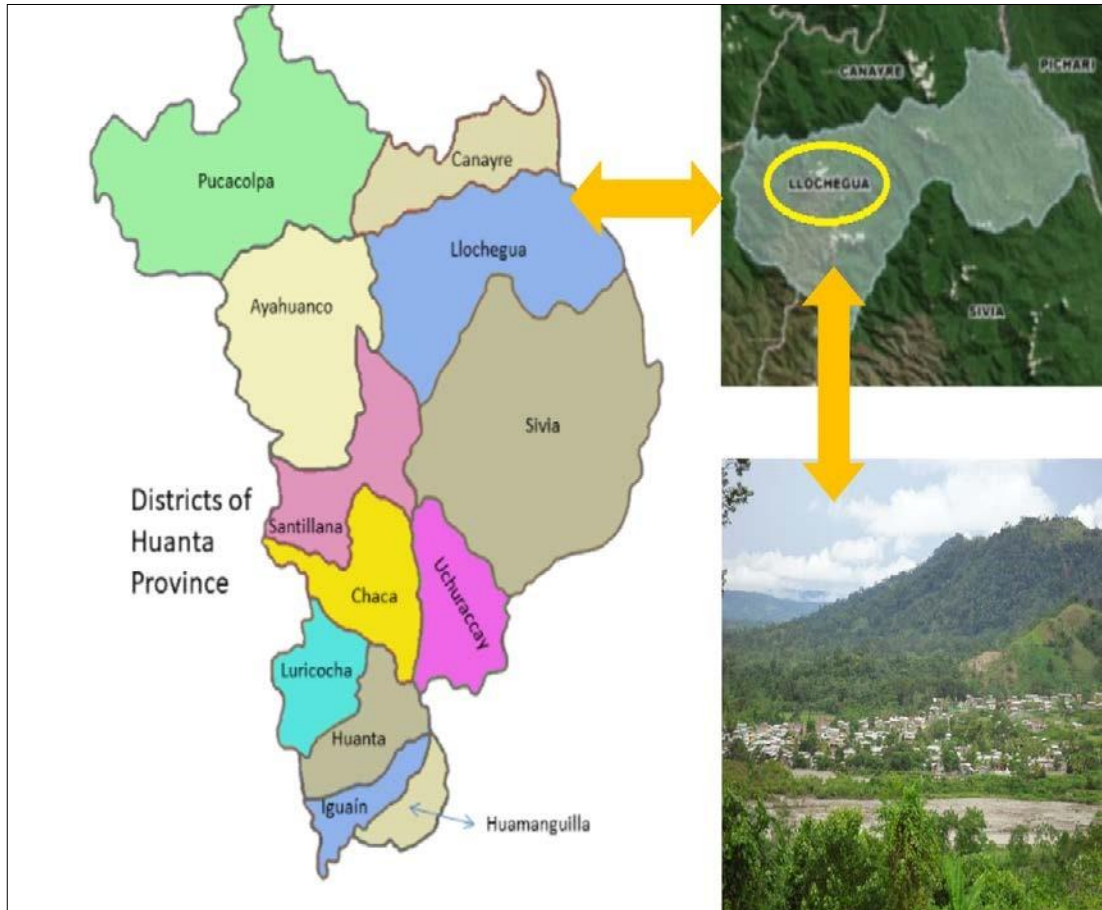 Pucacolpa
Canayre
Llochegua
Ayahuanco
Sivia
Districts of
Huanta
Province
Santillana
Chaca
Uchuraccay
Luricocha
Huanta
Iguaín
Huamanguilla
CANAYRE
PICHARI
LLOCHEGUA
SIVIA